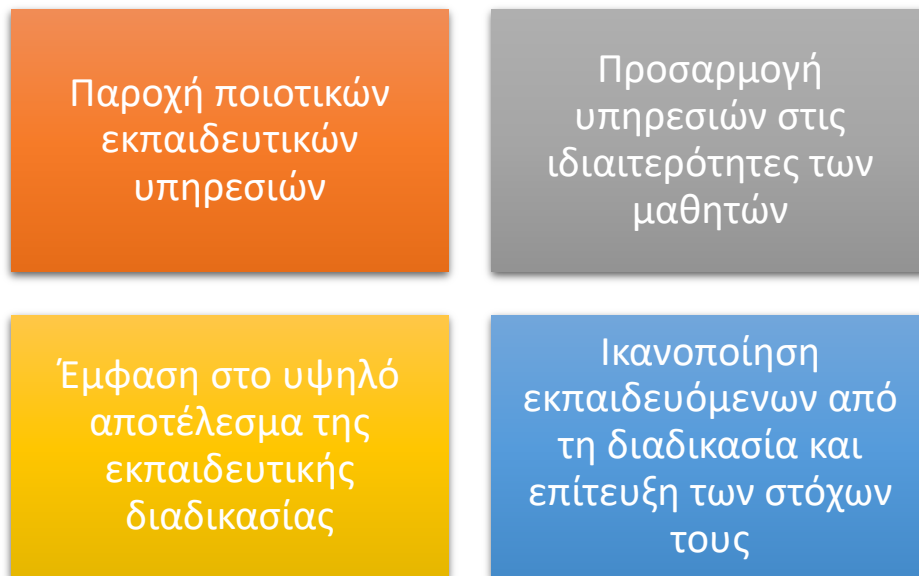 Παροχή ποιοτικών
εκπαιδευτικών
υπηρεσιών
Προσαρμογή
υπηρεσιών στις
ιδιαιτερότητες των
μαθητών
Έμφαση στο υψηλό
αποτέλεσμα της
εκπαιδευτικής
διαδικασίας
Ικανοποίηση
εκπαιδευόμενων από
τη διαδικασία και
επίτευξη των στόχων
τους